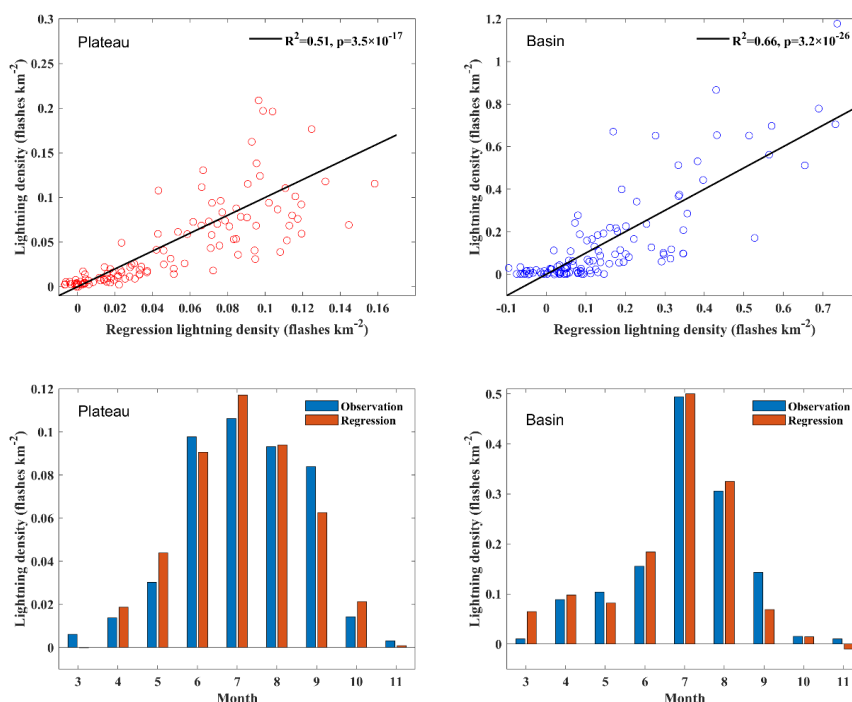 Plateau
R²=0.51, p=3.5×10⁻¹⁷
Lightning density (flashes km⁻²)
0.3
0.25
0.2
0.15
0.1
0.05
0
0 0.02 0.04 0.06 0.08 0.1 0.12 0.14 0.16
Regression lightning density (flashes km⁻²)
Basin
R²=0.66, p=3.2×10⁻²⁶
Lightning density (flashes km⁻²)
1.2
1
0.8
0.6
0.4
0.2
0
-0.1 0 0.1 0.2 0.3 0.4 0.5 0.6 0.7
Regression lightning density (flashes km⁻²)
Plateau
Observation
Regression
Lightning density (flashes km⁻²)
0.12
0.1
0.08
0.06
0.04
0.02
0
3 4 5 6 7 8 9 10 11
Month
Basin
Observation
Regression
Lightning density (flashes km⁻²)
0.5
0.4
0.3
0.2
0.1
0
3 4 5 6 7 8 9 10 11
Month